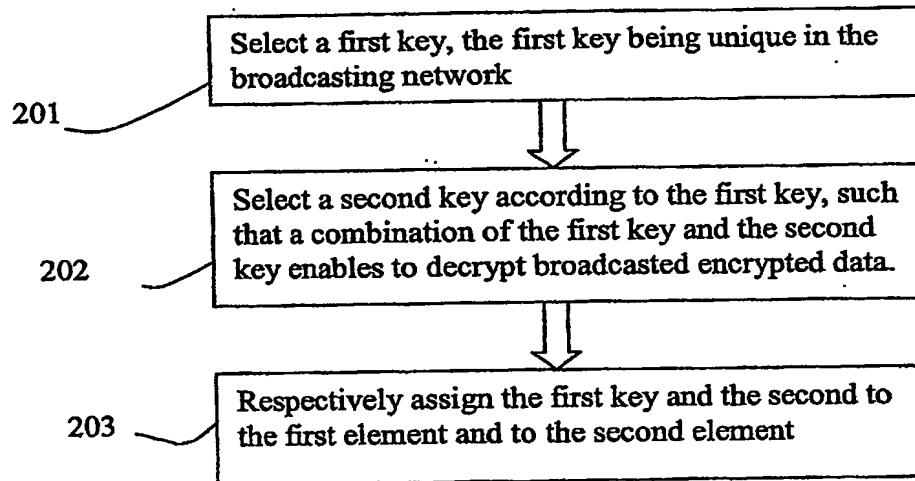 Select a first key, the first key being unique in the
broadcasting network
201
Select a second key according to the first key, such
that a combination of the first key and the second
key enables to decrypt broadcasted encrypted data.
202
Respectively assign the first key and the second to
the first element and to the second element
203